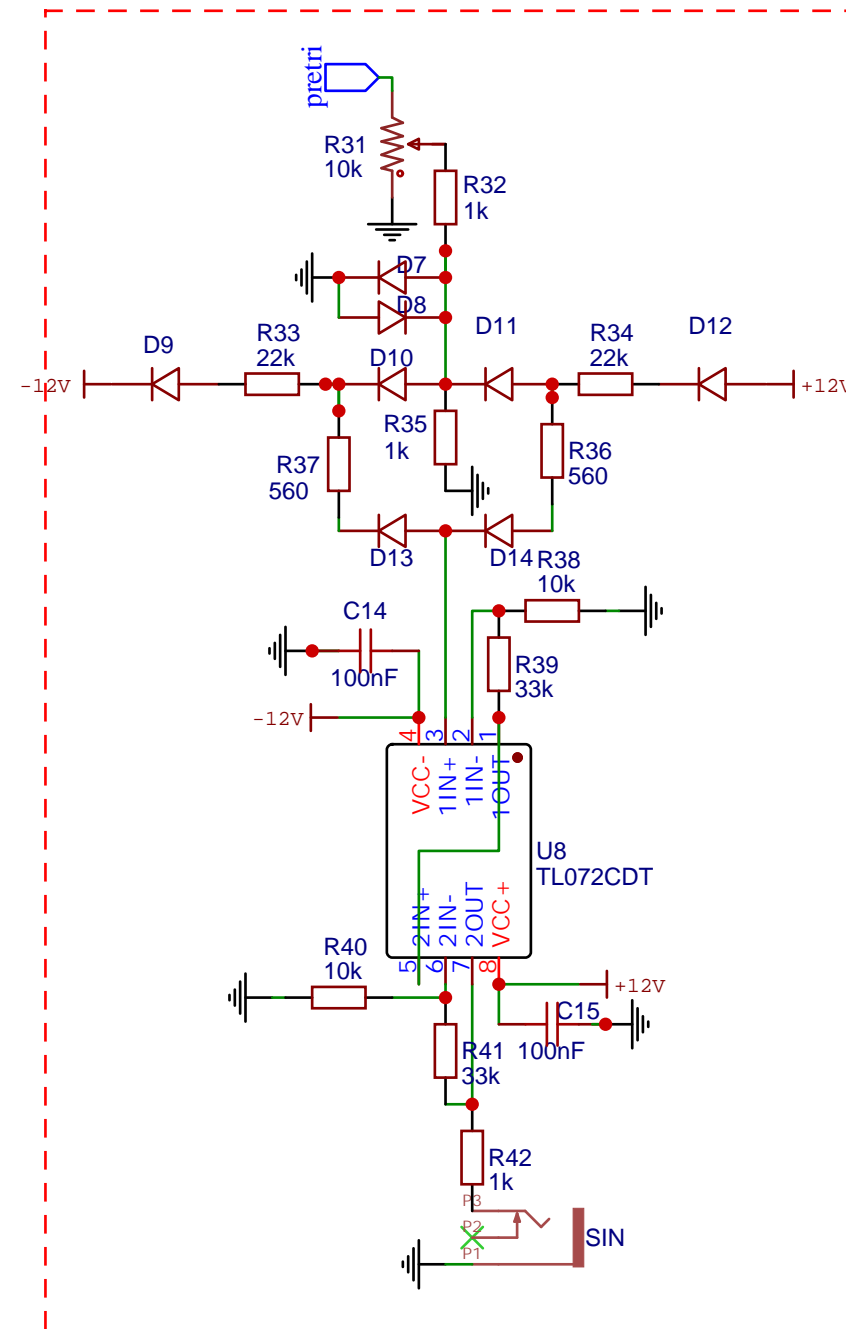 pretri
R31
10k
R32
1k
D7
D8
D11
R34
22k
D12
D9
R33
22k
D10
-12V
+12V
R35
1k
R37
560
R36
560
D13
D14
R38
10k
C14
100nF
R39
33k
-12V
4
3
2
1
VCC-
1IN+
1IN-
1OUT
U8
TL072CDT
2IN+
2IN-
2OUT
VCC+
5
6
7
8
R40
10k
+12V
C15
100nF
R41
33k
R42
1k
P3
P2
P1
SIN